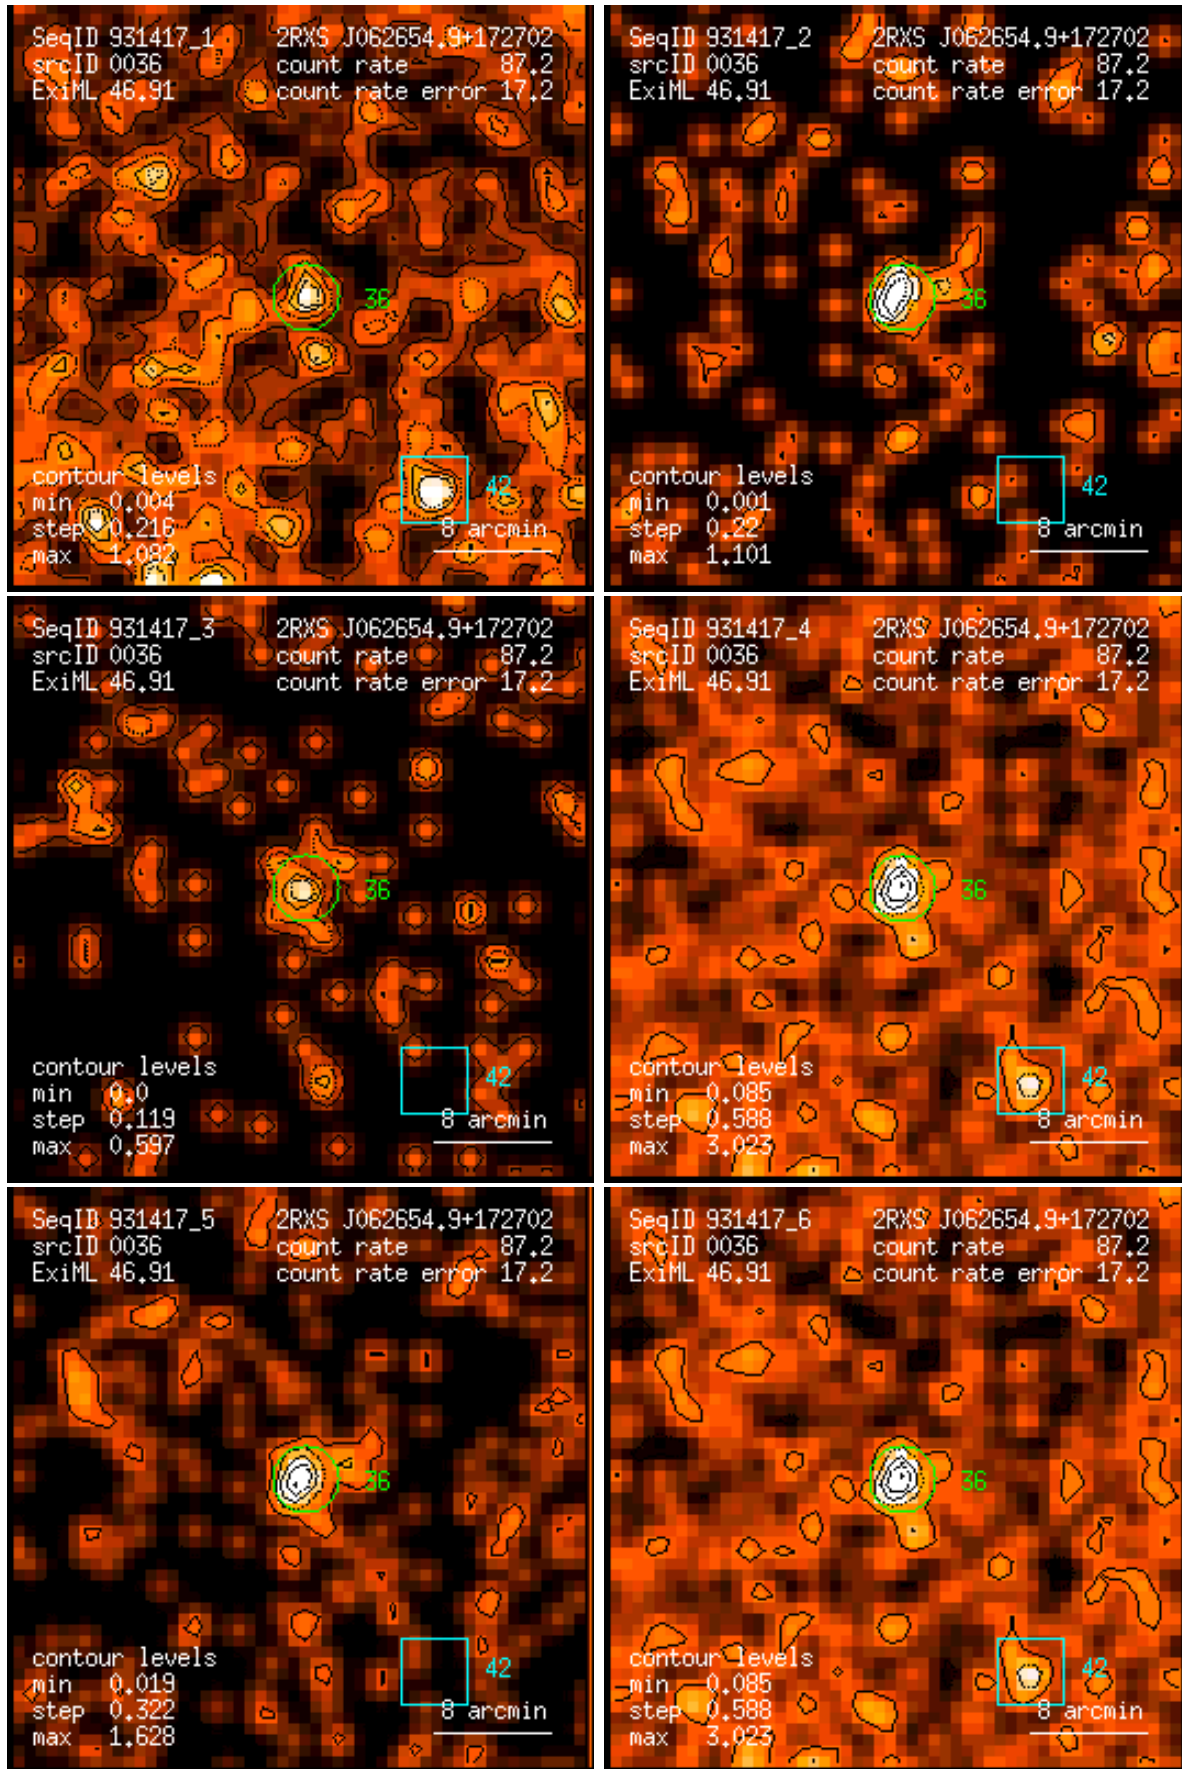 SeqID 931417_1 2RXS J062654.9+172702
srcID 0036 count rate 87.2
ExiML 46.91 count rate error 17.2
36
contour levels
min 0.004 42
step 0.216 8 arcmin
max 1.082
SeqID 931417_2 2RXS J062654.9+172702
srcID 0036 count rate 87.2
ExiML 46.91 count rate error 17.2
36
contour levels
min 0.001 42
step 0.22 8 arcmin
max 1.101
SeqID 931417_3 2RXS J062654.9+172702
srcID 0036 count rate 87.2
ExiML 46.91 count rate error 17.2
36
contour levels
min 0.0 42
step 0.119 8 arcmin
max 0.597
SeqID 931417_4 2RXS J062654.9+172702
srcID 0036 count rate 87.2
ExiML 46.91 count rate error 17.2
36
contour levels
min 0.085 42
step 0.588 8 arcmin
max 3.023
SeqID 931417_5 2RXS J062654.9+172702
srcID 0036 count rate 87.2
ExiML 46.91 count rate error 17.2
36
contour levels
min 0.019 42
step 0.322 8 arcmin
max 1.628
SeqID 931417_6 2RXS J062654.9+172702
srcID 0036 count rate 87.2
ExiML 46.91 count rate error 17.2
36
contour levels
min 0.085 42
step 0.588 8 arcmin
max 3.023